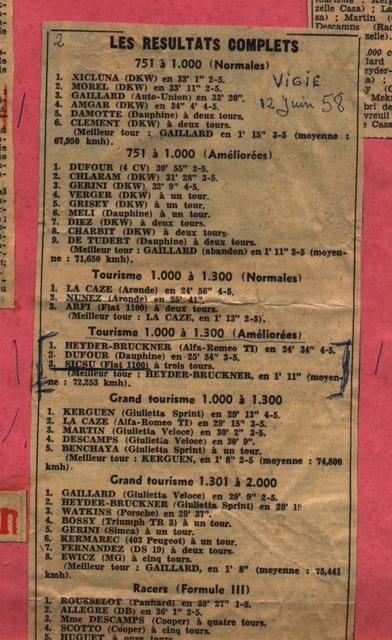 2
LES RESULTATS COMPLETS
751 à 1.000 (Normales)
1. XICLUNA (DKW) en 33' 1" 2-5.
2. MOREL (DKW) en 33' 11" 2-5.
3. GAILLARD (Auto-Union) en 33' 20".
4. AMGAR (DKW) en 34' 4" 4-5.
5. DAMOTTE (Dauphine) à deux tours.
6. CLEMENT (DKW) à deux tours.
(Meilleur tour : GAILLARD en 1' 15" 3-5 (moyenne :
67,950 kmh).
VIGIE
12 Juin 58
751 à 1.000 (Améliorées)
1. DUFOUR (4 CV) 30' 55" 2-5.
2. CHLARAM (DKW) 31' 28" 3-5.
3. GERINI (DKW) 32' 9" 4-5.
4. VERGER (DKW) à un tour.
5. GRISEY (DKW) à un tour.
6. MELI (Dauphine) à un tour.
7. DIEZ (DKW) à deux tours.
8. CHARBIT (DKW) à deux tours.
9. DE TUDERT (Dauphine) à deux tours.
(Meilleur tour : GAILLARD (abandon) en 1' 11" 3-5 (moyen-
ne : 71,650 kmh).
Tourisme 1.000 à 1.300 (Normales)
1. LA CAZE (Aronde) en 24' 56" 4-5.
2. NUNEZ (Aronde) en 25' 41"
3. ARFI (Fiat 1100) à deux tours.
(Meilleur tour : LA CAZE, en 1' 13" 2-5).
Tourisme 1.000 à 1.300 (Améliorées)
1. HEYDER-BRUCKNER (Alfa-Romeo TI) en 24' 34" 4-5.
2. DUFOUR (Dauphine) en 25' 54" 3-5.
3. SICSU (Fiat 1100) à trois tours.
(Meilleur tour : HEYDER-BRUCKNER, en 1' 11" (moyen-
ne : 72,253 kmh).
Grand tourisme 1.000 à 1.300
1. KERGUEN (Giulietta Sprint) en 29' 13" 4-5.
2. LA CAZE (Alfa-Romeo TI) en 29' 15" 3-5.
3. MARTIN (Giulietta Veloce) en 30' 2" 3-5.
4. DESCAMPS (Giulietta Veloce) en 30' 9".
5. BENCHAYA (Giulietta Sprint) à un tour.
(Meilleur tour : KERGUEN, en 1' 8" 2-5 (moyenne : 74,800
kmh).
Grand tourisme 1.301 à 2.000
1. GAILLARD (Giulietta Veloce) en 29' 9" 2-5.
2. HEYDER-BRUCKNER (Giulietta Sprint) en 29'
3. WATKINS (Porsche) en 29' 37".
4. BOSSY (Triumph TR 3) à un tour.
5. GERINI (Simca) à un tour.
6. KERMAREC (403 Peugeot) à un tour.
7. FERNANDEZ (DS 19) à deux tours.
8. EWICZ (MG) à cinq tours.
(Meilleur tour : GAILLARD, en 1' 8" (moyenne : 75,441
kmh).
Racers (Formule III)
1. ROUSSELOT (Panhard) en 35' 27" 1-5.
2. ALLEGRE (DB) en 36' 1" 2-5.
3. Mme DESCAMPS (Cooper) à quatre tours.
4. SCOTTO (Cooper) à cinq tours.
5. HUGUET
zelle Casa) ; La
sa) ; Martin
Descamps
zelle).